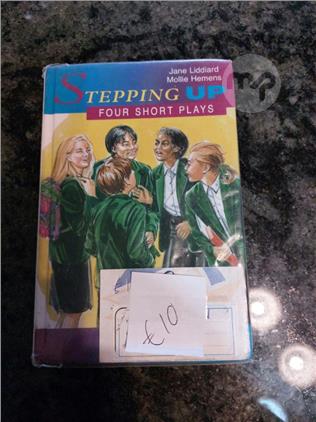 Jane Liddiard
Mollie Hemens
STEPPING UP
FOUR SHORT PLAYS
£10